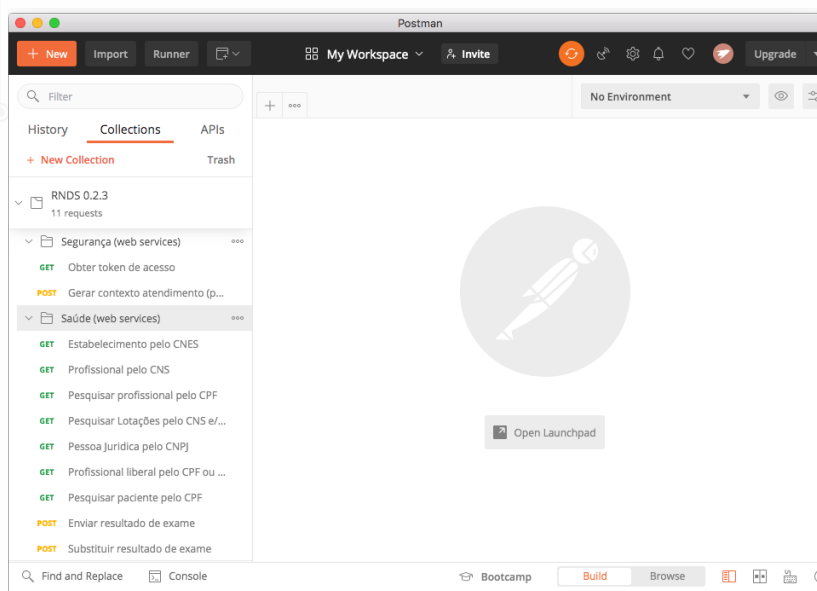 Postman
+ New Import Runner My Workspace Invite Upgrade
Filter
No Environment
History Collections APIs
+ New Collection Trash
RNDS 0.2.3
11 requests
Segurança (web services)
GET Obter token de acesso
POST Gerar contexto atendimento (p...
Saúde (web services)
GET Estabelecimento pelo CNES
GET Profissional pelo CNS
GET Pesquisar profissional pelo CPF
GET Pesquisar Lotações pelo CNS e/...
GET Pessoa Juridica pelo CNPJ
GET Profissional liberal pelo CPF ou ...
GET Pesquisar paciente pelo CPF
POST Enviar resultado de exame
POST Substituir resultado de exame
Open Launchpad
Find and Replace Console Bootcamp Build Browse